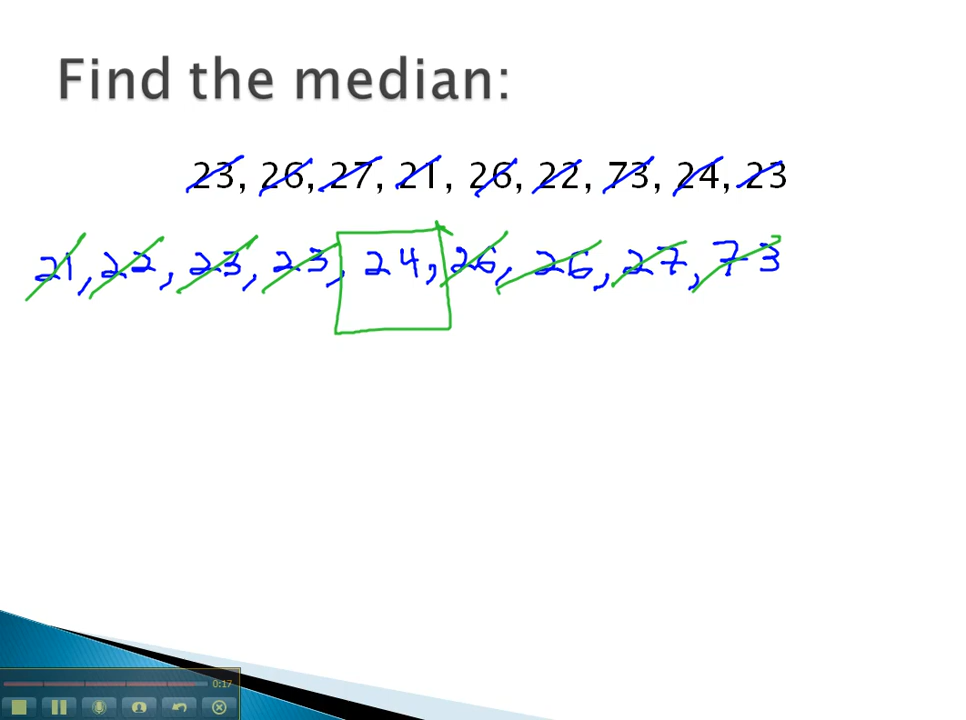 Find the median:
23, 26, 27, 21, 26, 22, 73, 24, 23
21, 22, 23, 23, 24, 26, 26, 27, 73
0:17